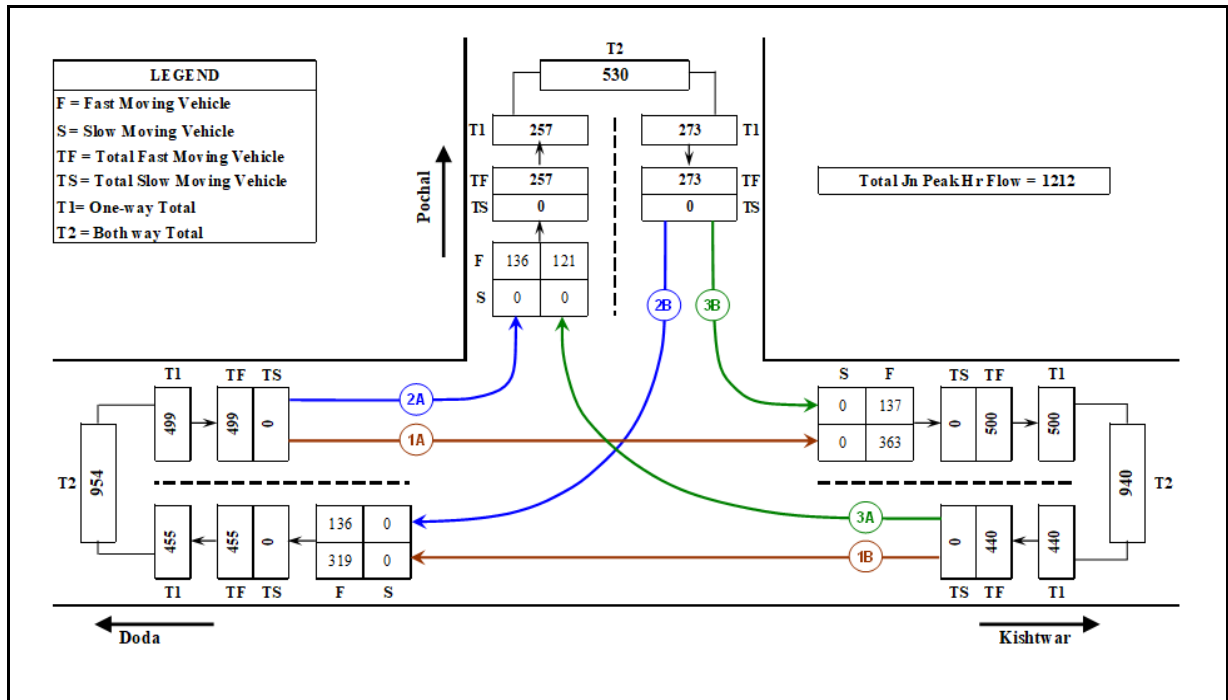 LEGEND
F = Fast Moving Vehicle
S = Slow Moving Vehicle
TF = Total Fast Moving Vehicle
TS = Total Slow Moving Vehicle
T1= One-way Total
T2 = Both way Total
T2
530
T1 257 273 T1
TF 257 273 TF
TS 0 0 TS
Pochal
Total Jn Peak Hr Flow = 1212
F 136 121
S 0 0
2B 3B
T1 TF TS
499 499 0
2A
1A
S F TS TF T1
0 137
0 363
0 500 500
T2 954
940 T2
455 455 0
136 0
319 0
T1 TF TS F S
3A
1B
0 440 440
TS TF T1
Doda
Kishtwar